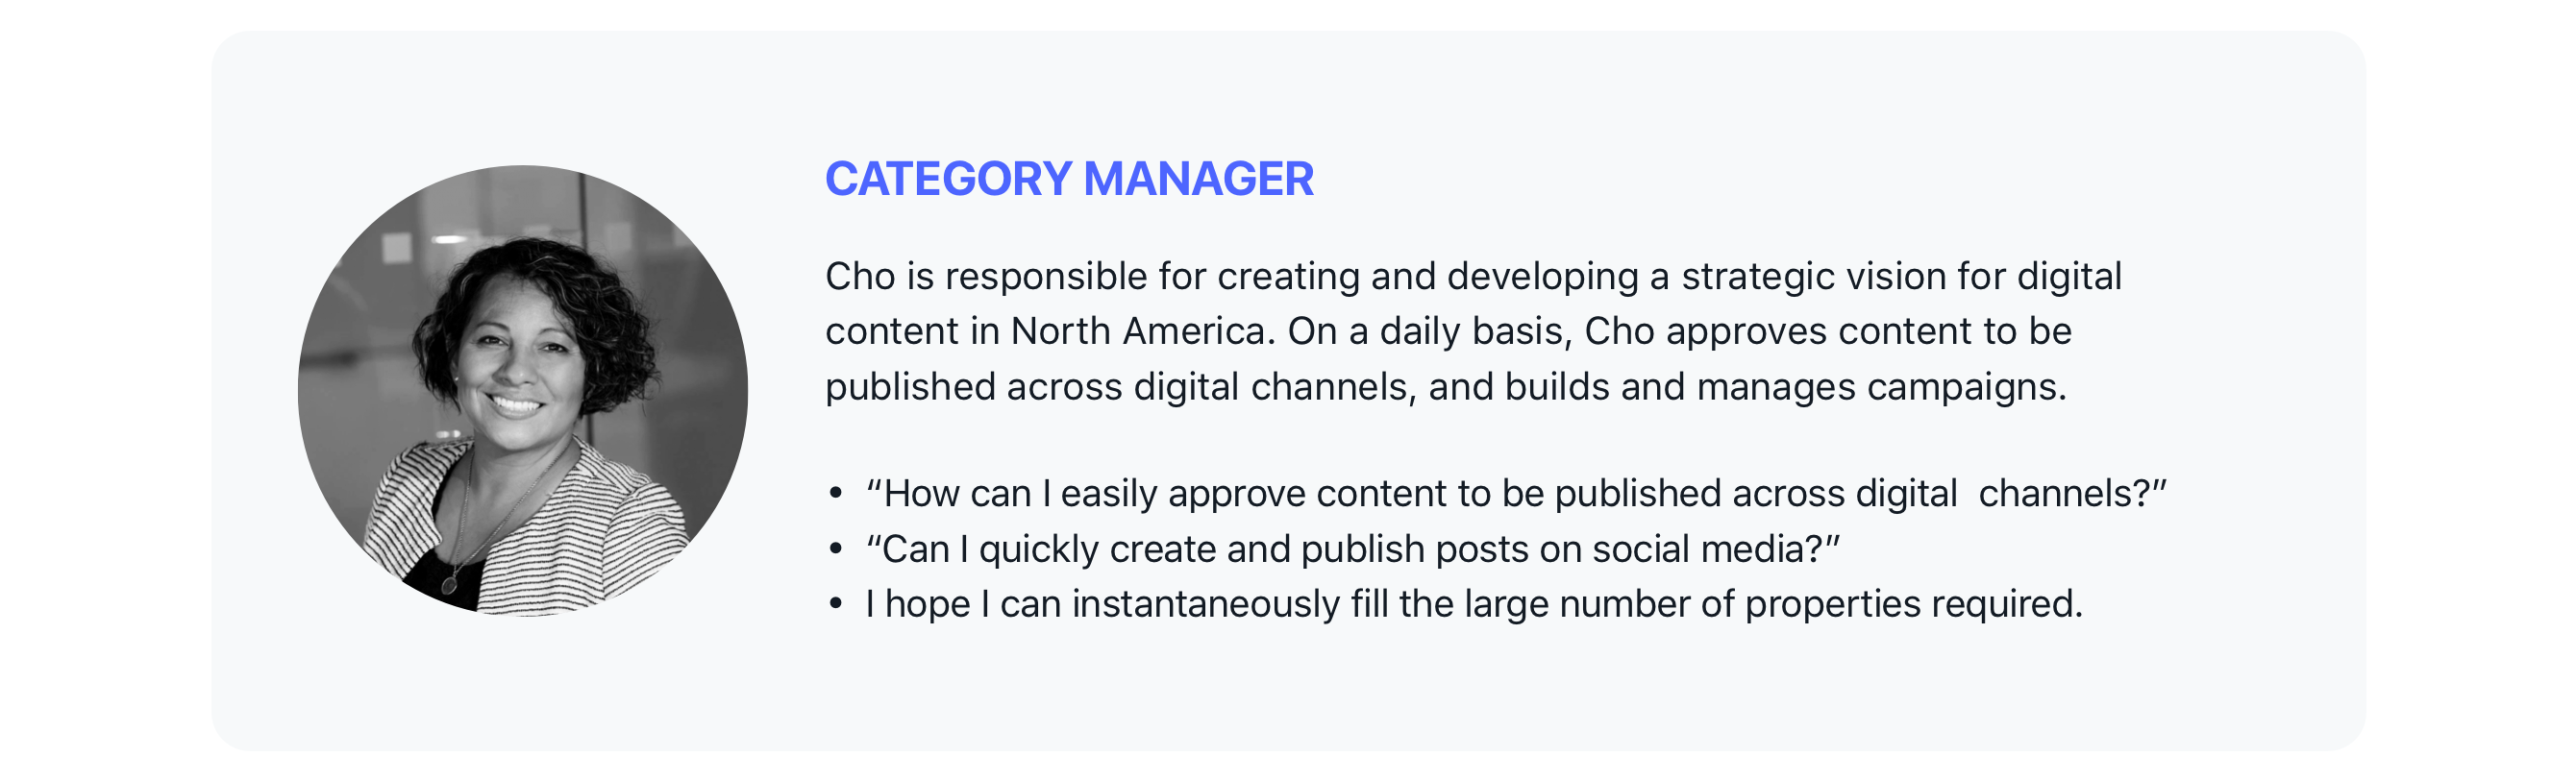 CATEGORY MANAGER
Cho is responsible for creating and developing a strategic vision for digital
content in North America. On a daily basis, Cho approves content to be
published across digital channels, and builds and manages campaigns.
• “How can I easily approve content to be published across digital  channels?”
• “Can I quickly create and publish posts on social media?”
• I hope I can instantaneously fill the large number of properties required.